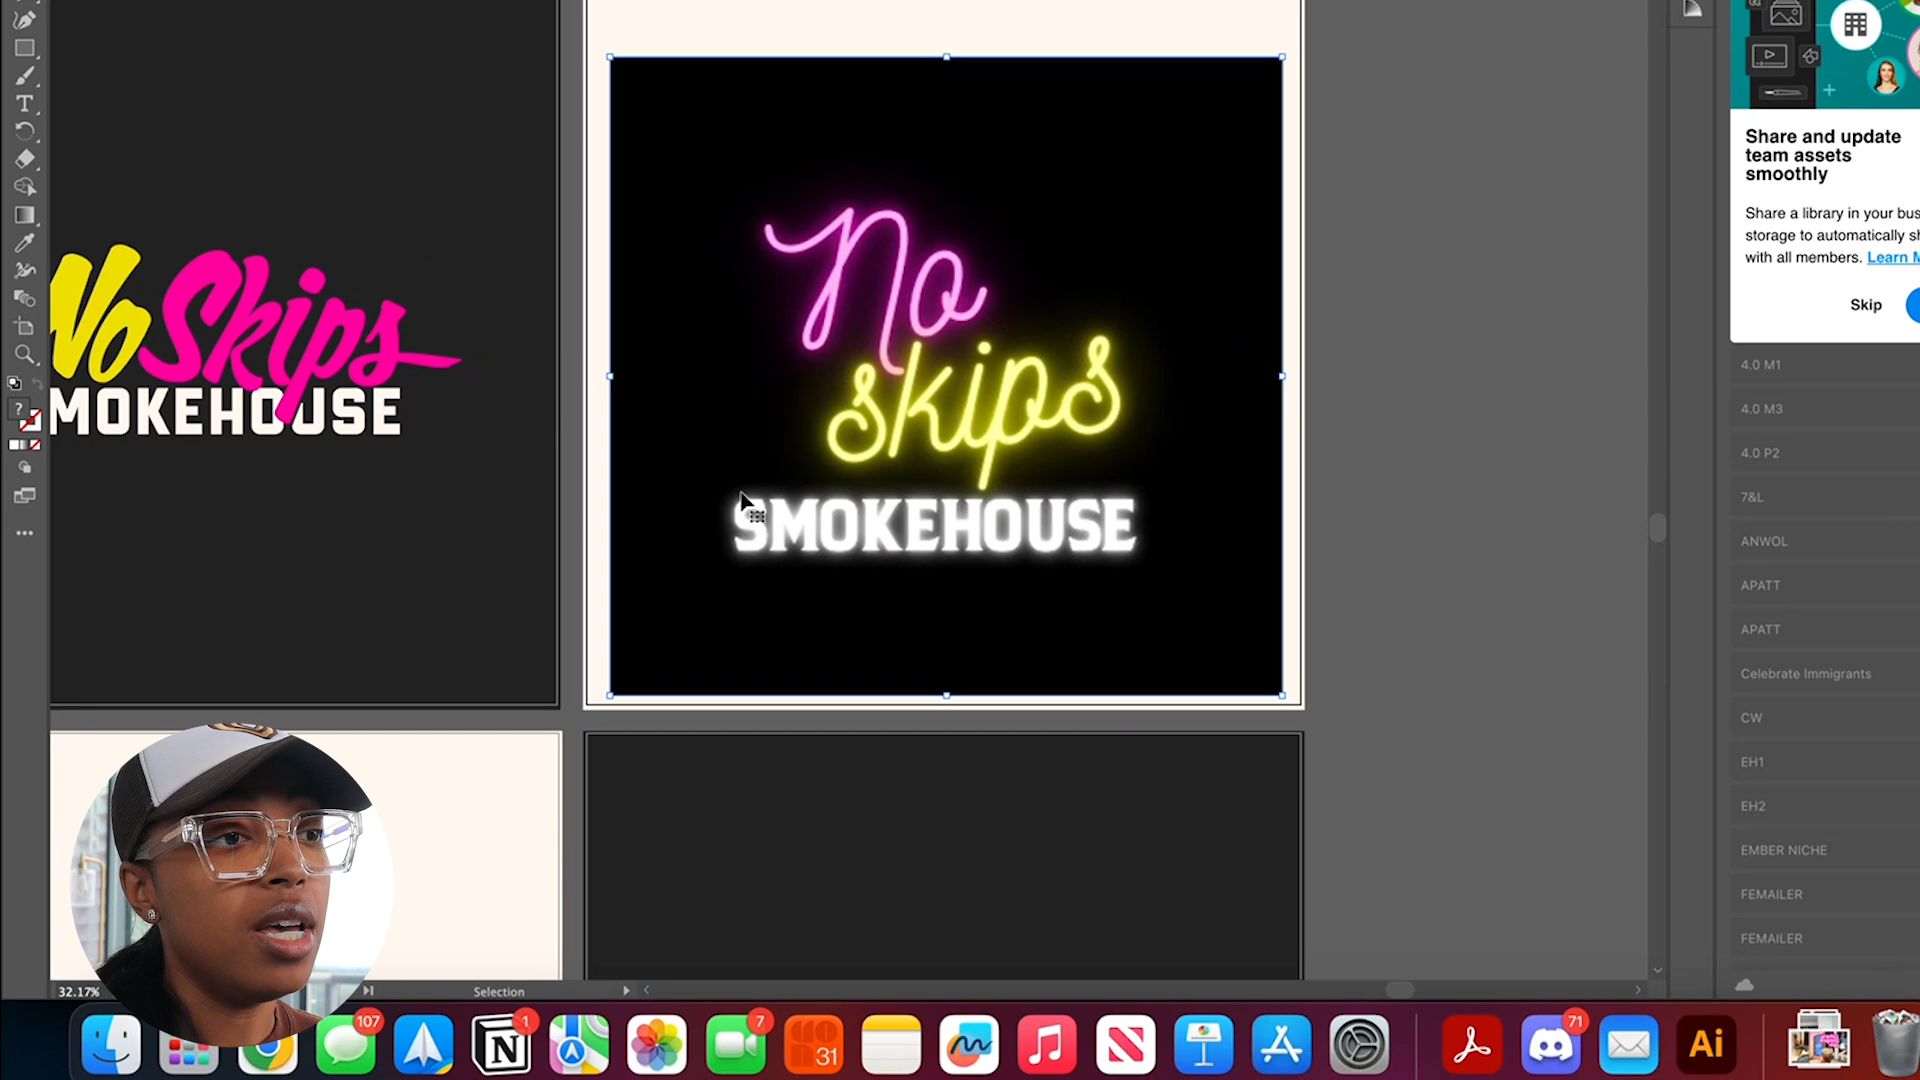 No Skips
MOKEHOUSE
No
skips
SMOKEHOUSE
T
?
Share and update
team assets
smoothly
Share a library in your bus
storage to automatically sh
with all members. Learn M
Skip
4.0 M1
4.0 M3
4.0 P2
7&L
ANWOL
APATT
APATT
Celebrate Immigrants
CW
EH1
EH2
EMBER NICHE
FEMAILER
FEMAILER
32.17%
Selection
107
1
7
31
71
N
Ai